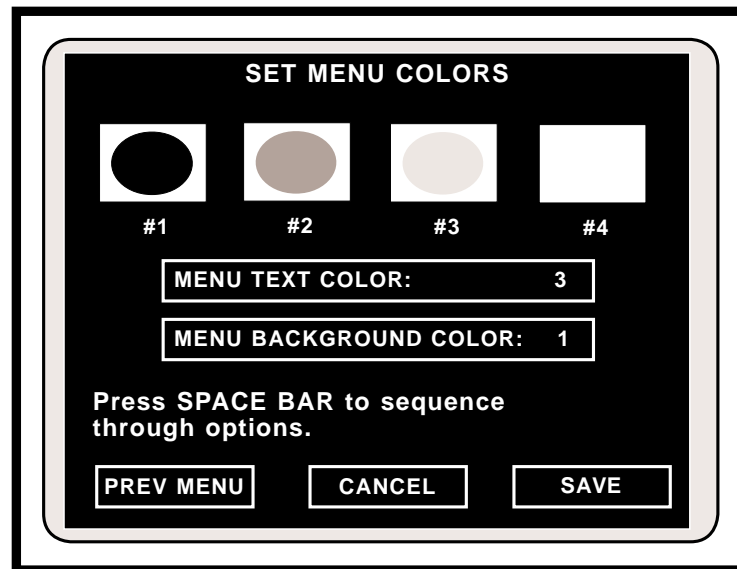 SET MENU COLORS
#1 #2 #3 #4
MENU TEXT COLOR: 3
MENU BACKGROUND COLOR: 1
Press SPACE BAR to sequence
through options.
PREV MENU CANCEL SAVE